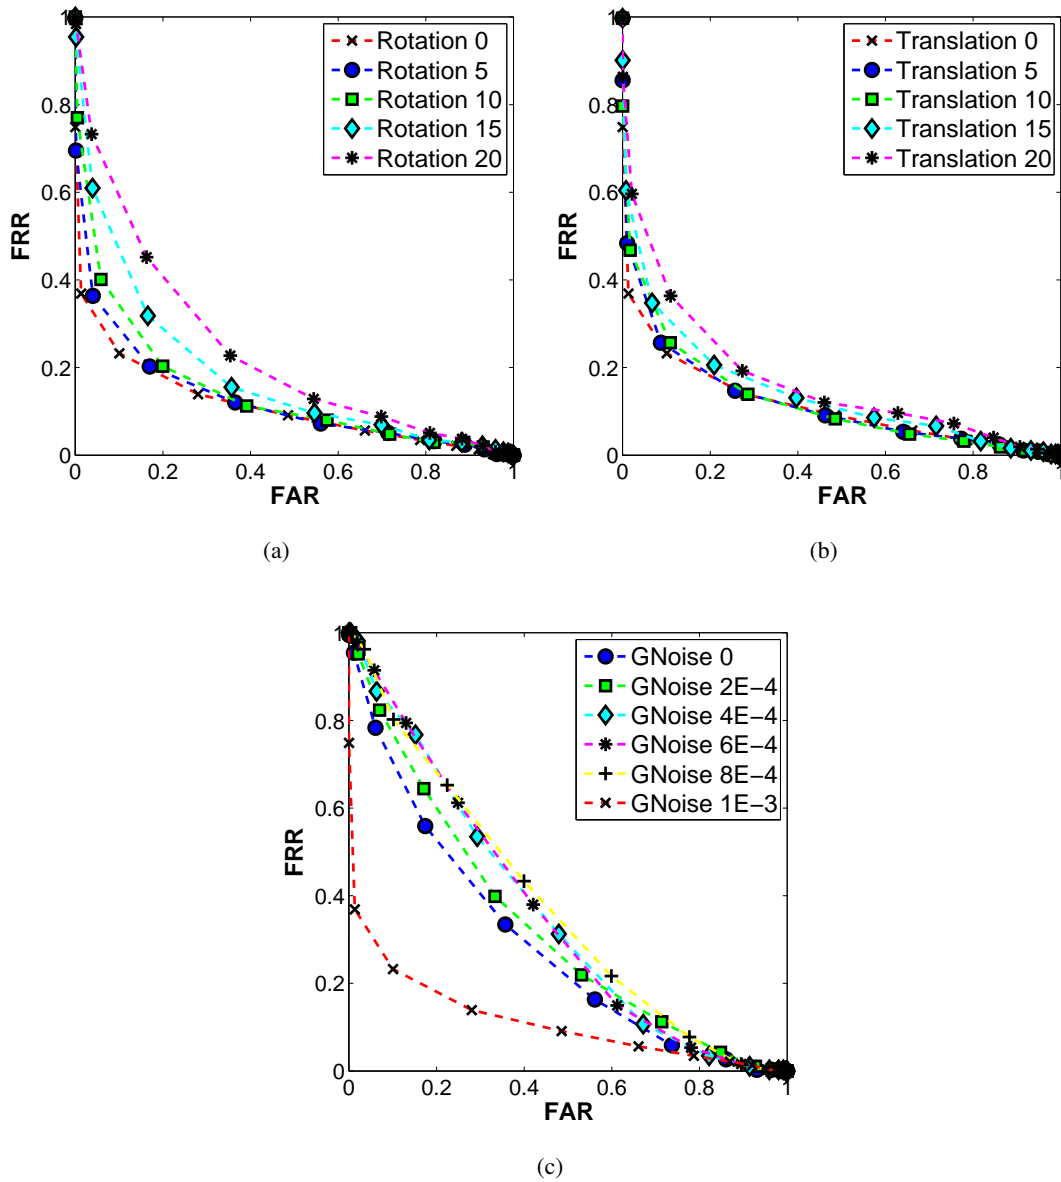 Rotation 0
Rotation 5
Rotation 10
Rotation 15
Rotation 20
1
0.8
0.6
0.4
0.2
0
0 0.2 0.4 0.6 0.8 1
FRR
FAR
(a)
Translation 0
Translation 5
Translation 10
Translation 15
Translation 20
1
0.8
0.6
0.4
0.2
0
0 0.2 0.4 0.6 0.8 1
FRR
FAR
(b)
GNoise 0
GNoise 2E−4
GNoise 4E−4
GNoise 6E−4
GNoise 8E−4
GNoise 1E−3
1
0.8
0.6
0.4
0.2
0
0 0.2 0.4 0.6 0.8 1
FRR
FAR
(c)